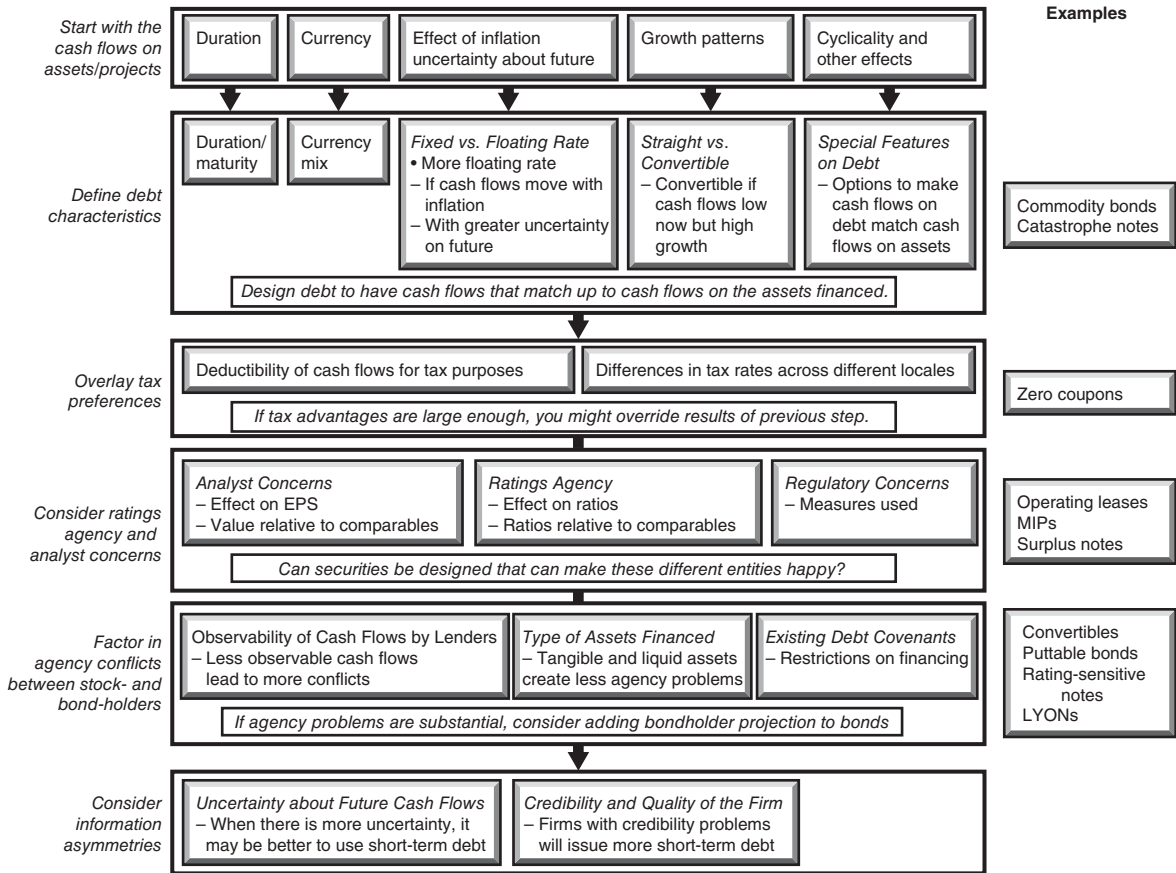 Examples
Start with the
cash flows on
assets/projects
Duration
Currency
Effect of inflation
uncertainty about future
Growth patterns
Cyclicality and
other effects
Define debt
characteristics
Duration/
maturity
Currency
mix
Fixed vs. Floating Rate
• More floating rate
– If cash flows move with
inflation
– With greater uncertainty
on future
Straight vs.
Convertible
– Convertible if
cash flows low
now but high
growth
Special Features
on Debt
– Options to make
cash flows on
debt match cash
flows on assets
Design debt to have cash flows that match up to cash flows on the assets financed.
Commodity bonds
Catastrophe notes
Overlay tax
preferences
Deductibility of cash flows for tax purposes
Differences in tax rates across different locales
If tax advantages are large enough, you might override results of previous step.
Zero coupons
Consider ratings
agency and
analyst concerns
Analyst Concerns
– Effect on EPS
– Value relative to comparables
Ratings Agency
– Effect on ratios
– Ratios relative to comparables
Regulatory Concerns
– Measures used
Can securities be designed that can make these different entities happy?
Operating leases
MIPs
Surplus notes
Factor in
agency conflicts
between stock- and
bond-holders
Observability of Cash Flows by Lenders
– Less observable cash flows
lead to more conflicts
Type of Assets Financed
– Tangible and liquid assets
create less agency problems
Existing Debt Covenants
– Restrictions on financing
If agency problems are substantial, consider adding bondholder projection to bonds
Convertibles
Puttable bonds
Rating-sensitive
notes
LYONs
Consider
information
asymmetries
Uncertainty about Future Cash Flows
– When there is more uncertainty, it
may be better to use short-term debt
Credibility and Quality of the Firm
– Firms with credibility problems
will issue more short-term debt